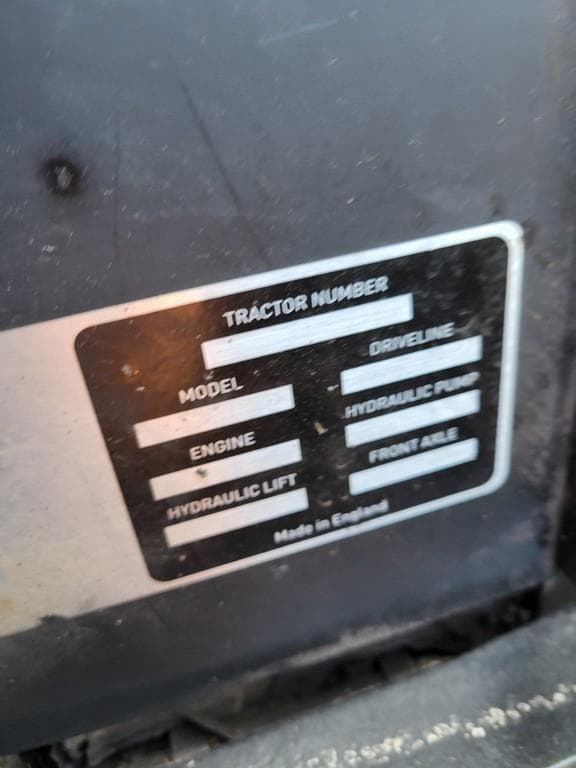 TRACTOR NUMBER
MODEL
DRIVELINE
ENGINE
HYDRAULIC PUMP
HYDRAULIC LIFT
FRONT AXLE
Made in England